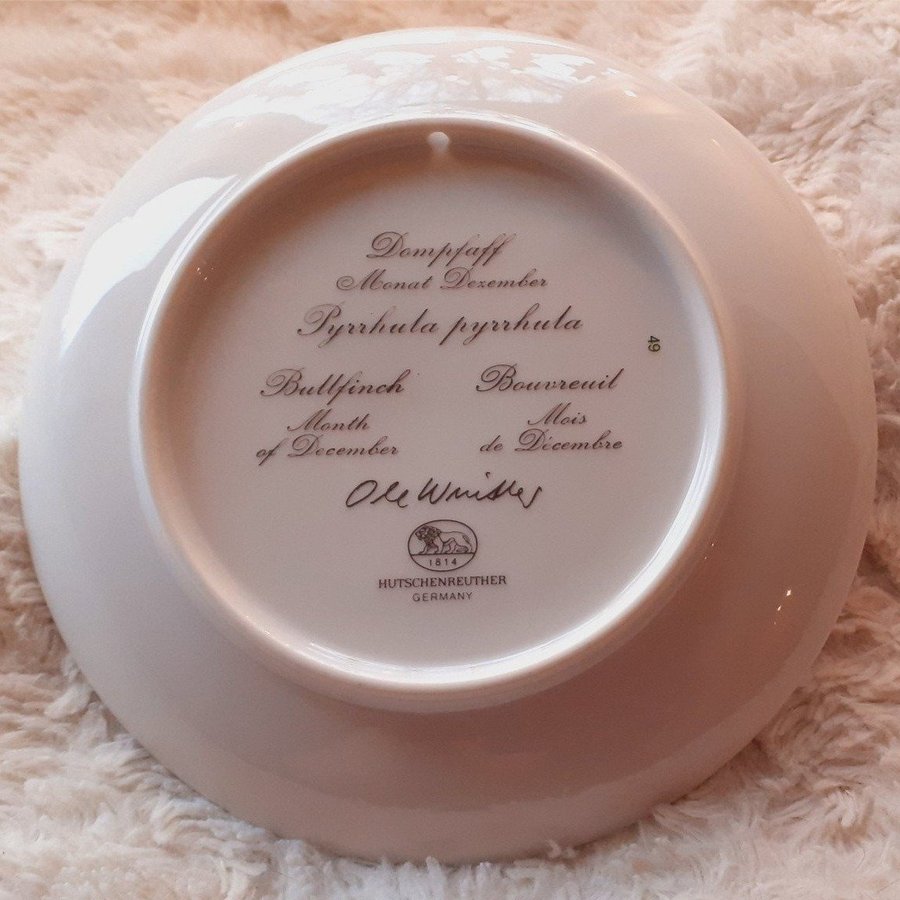 Dompfaff
Monat Dezember
Pyrrhula pyrrhula
49
Bullfinch
Month
of December
Bouvreuil
Mois
de Décembre
Ole Winther
1814
HUTSCHENREUTHER
GERMANY